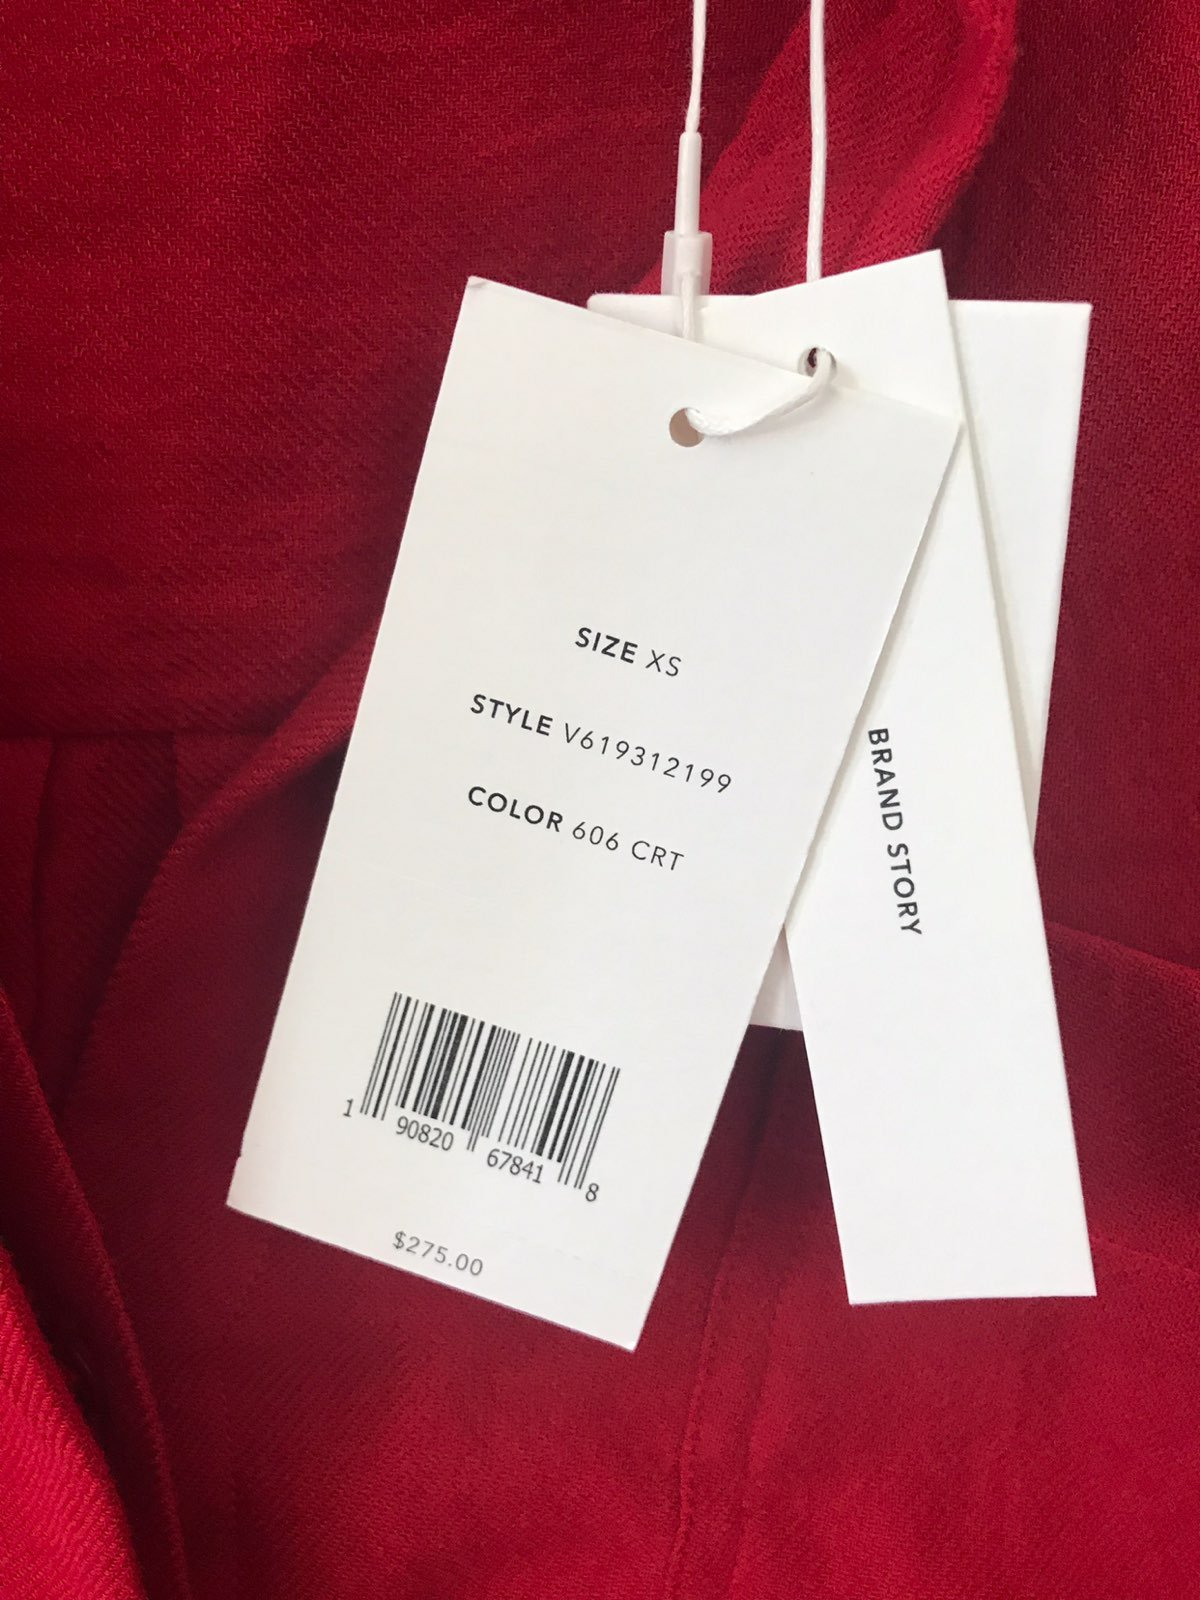 SIZE XS
STYLE V619312199
COLOR 606 CRT
1 90820 67841 8
$275.00
BRAND STORY